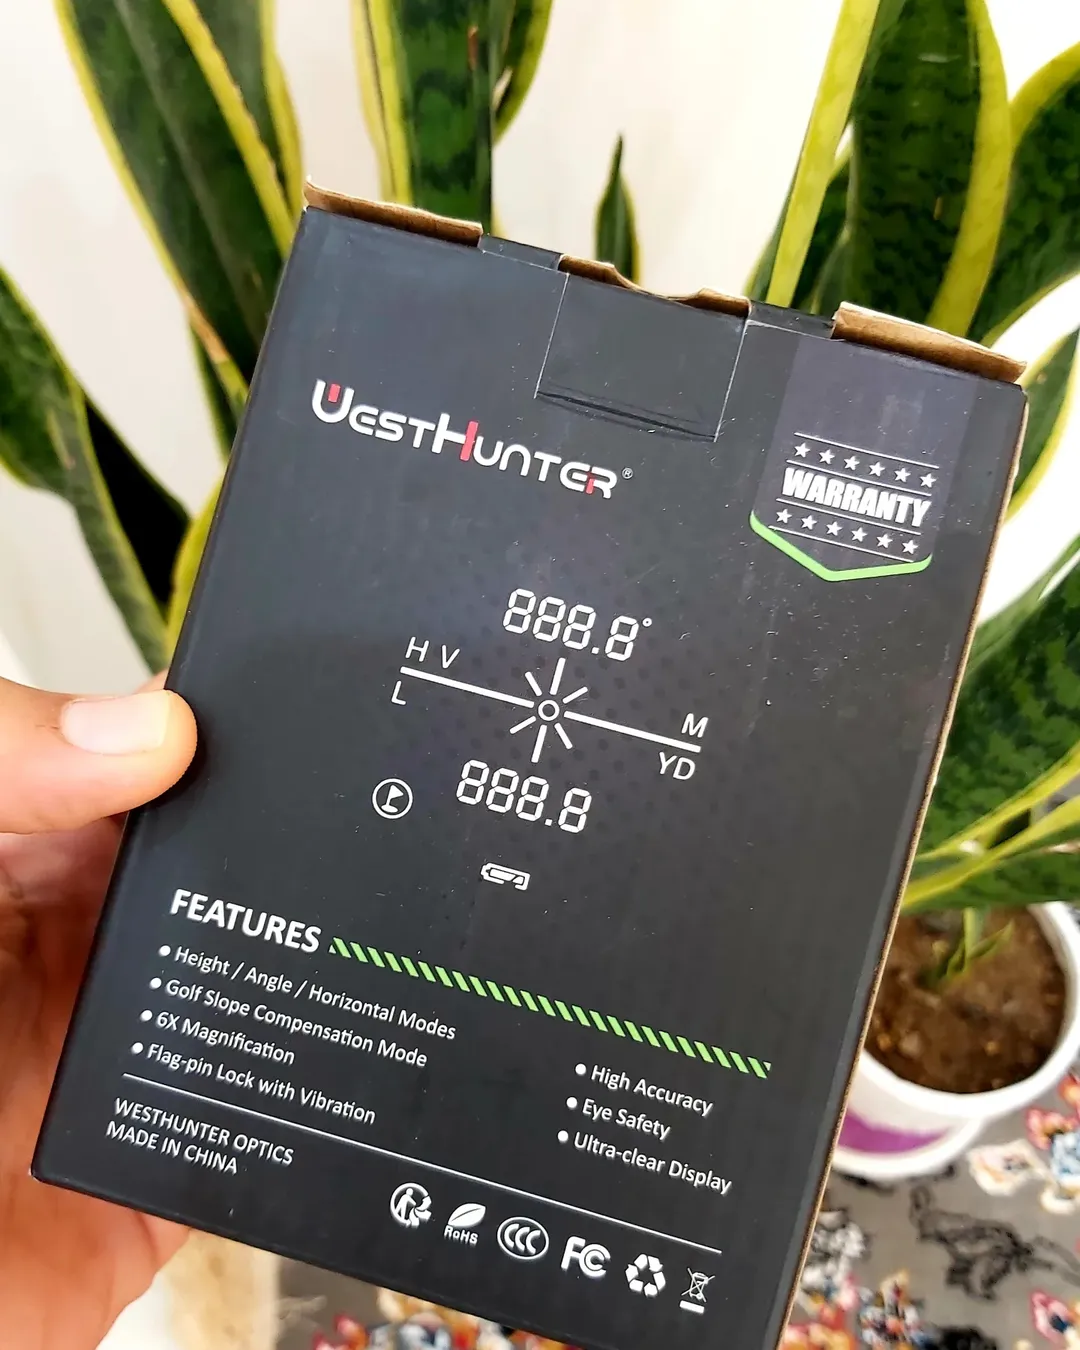 WESTHUNTER®
WARRANTY
888.8°
H V
L
M
YD
888.8
FEATURES
• Height / Angle / Horizontal Modes
• Golf Slope Compensation Mode
• 6X Magnification
• Flag-pin Lock with Vibration
• High Accuracy
• Eye Safety
• Ultra-clear Display
WESTHUNTER OPTICS
MADE IN CHINA
RoHS
CCC
FC